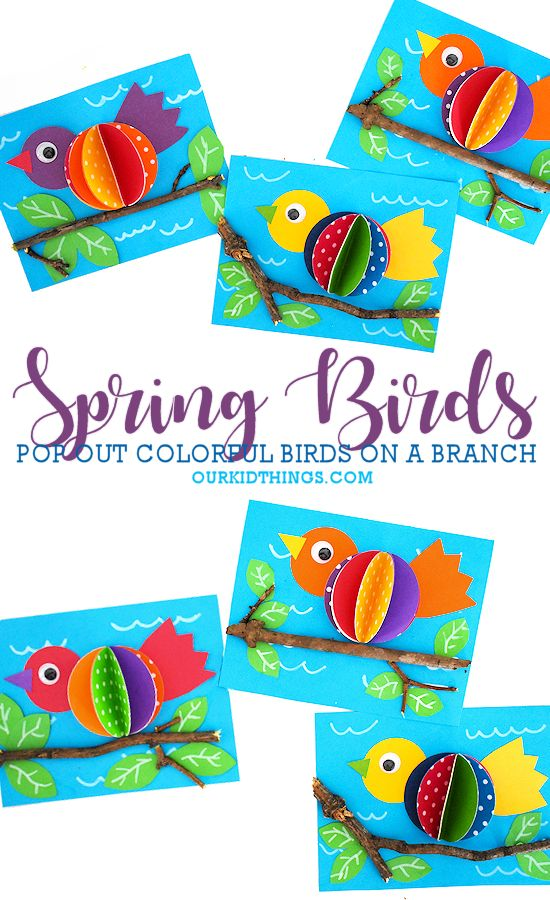 Spring Birds
POP OUT COLORFUL BIRDS ON A BRANCH
OURKIDTHINGS.COM